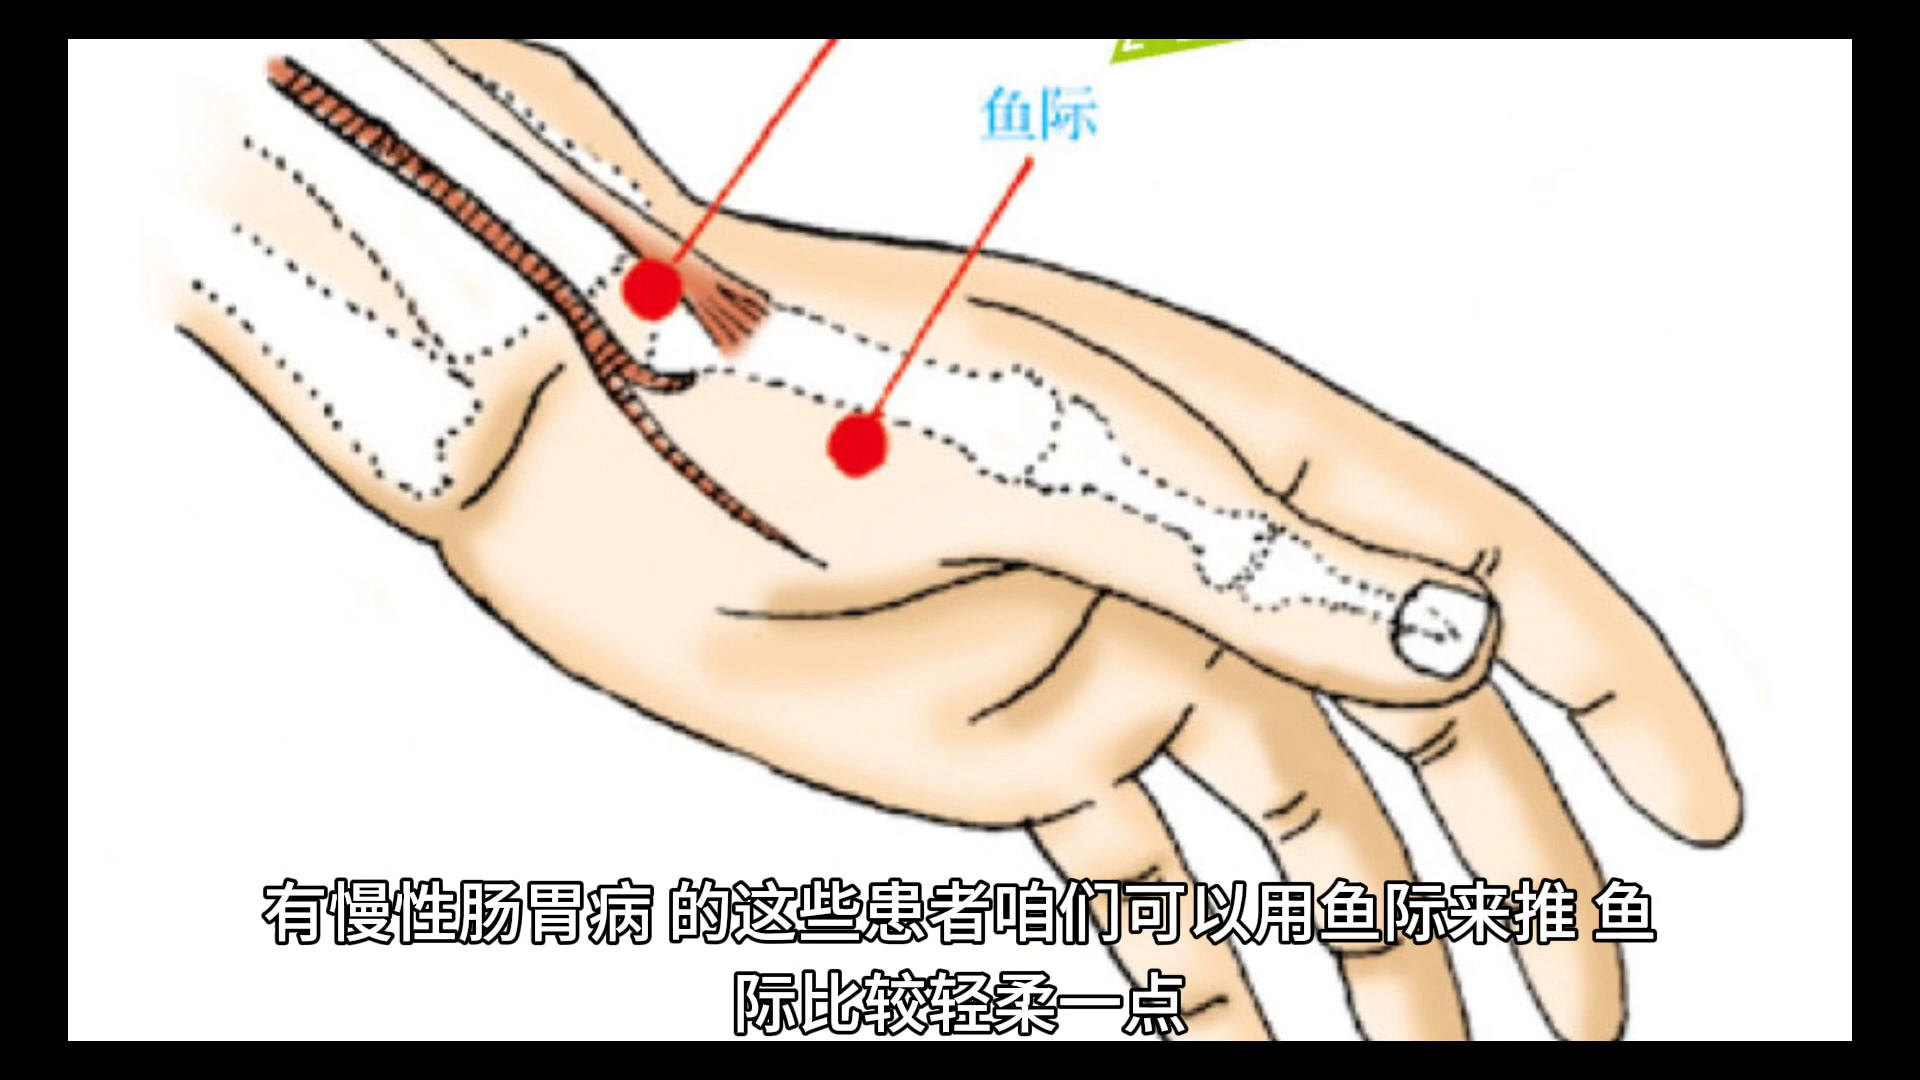 鱼际
有慢性肠胃病 的这些患者咱们可以用鱼际来推 鱼
际比较轻柔一点